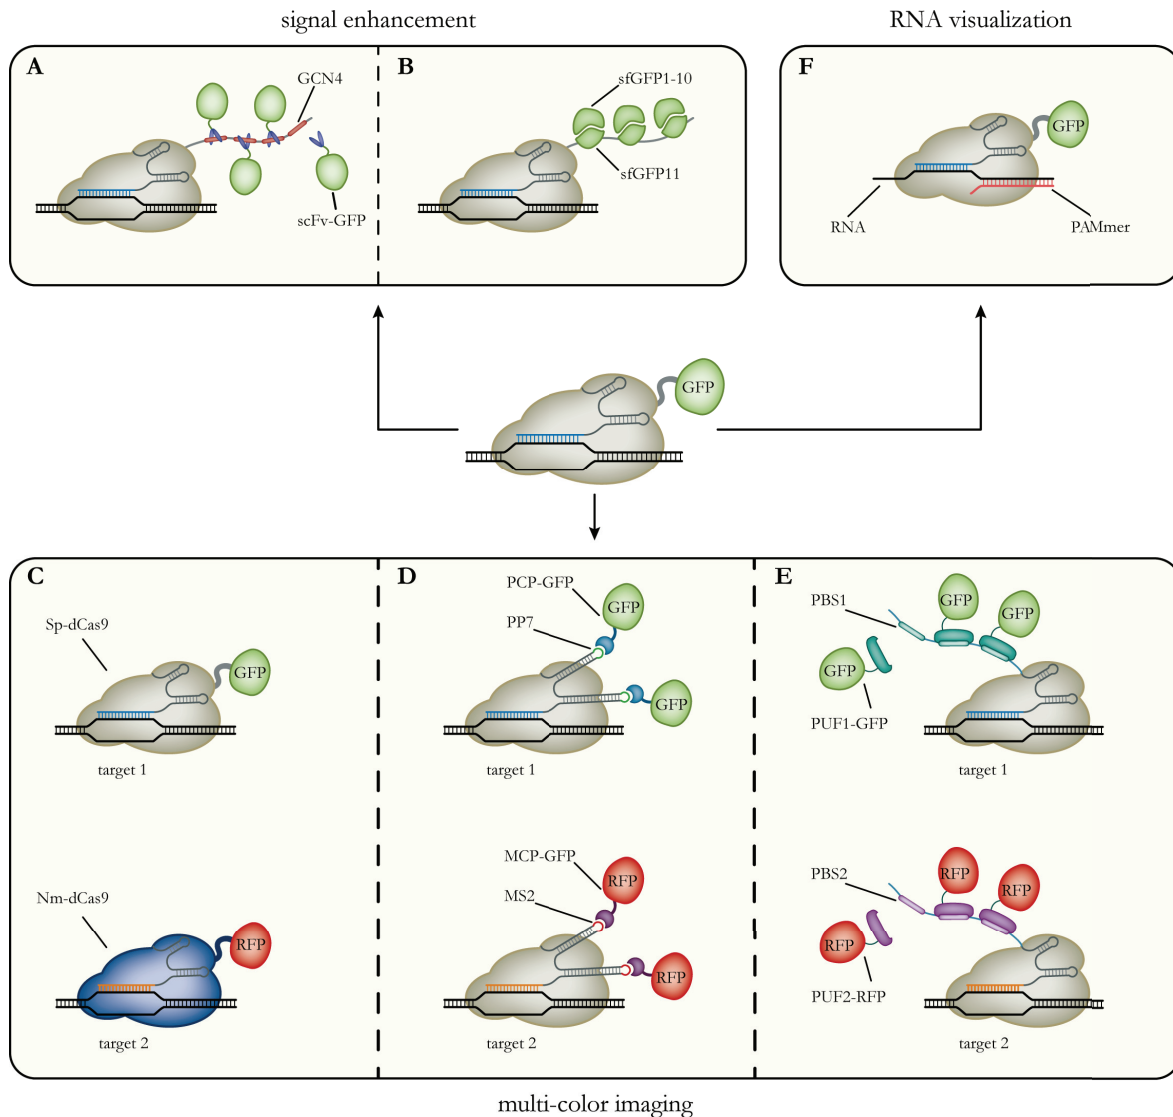 signal enhancement
RNA visualization
A
GCN4
scFv-GFP
B
sfGFP1-10
sfGFP11
F
GFP
RNA
PAMmer
GFP
C
Sp-dCas9
GFP
target 1
Nm-dCas9
RFP
target 2
D
PCP-GFP
GFP
PP7
GFP
target 1
MCP-GFP
RFP
MS2
RFP
target 2
E
PBS1
GFP
GFP
GFP
PUF1-GFP
target 1
PBS2
RFP
RFP
RFP
PUF2-RFP
target 2
multi-color imaging